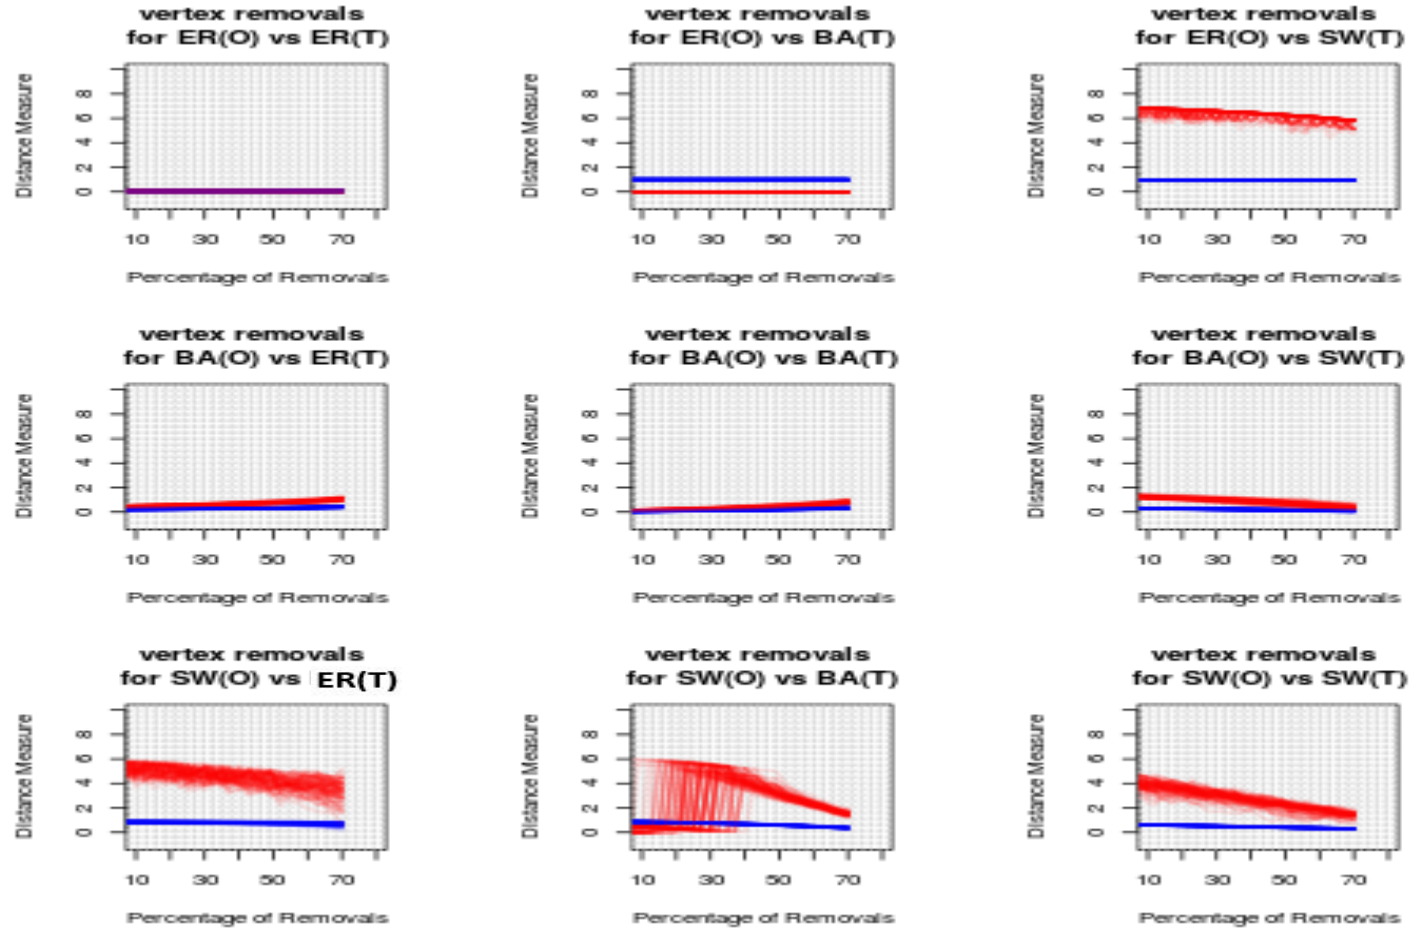 vertex removals
for ER(O) vs ER(T)
Distance Measure
0 2 4 6 8
10 30 50 70
Percentage of Removals
vertex removals
for ER(O) vs BA(T)
Distance Measure
0 2 4 6 8
10 30 50 70
Percentage of Removals
vertex removals
for ER(O) vs SW(T)
Distance Measure
0 2 4 6 8
10 30 50 70
Percentage of Removals
vertex removals
for BA(O) vs ER(T)
Distance Measure
0 2 4 6 8
10 30 50 70
Percentage of Removals
vertex removals
for BA(O) vs BA(T)
Distance Measure
0 2 4 6 8
10 30 50 70
Percentage of Removals
vertex removals
for BA(O) vs SW(T)
Distance Measure
0 2 4 6 8
10 30 50 70
Percentage of Removals
vertex removals
for SW(O) vs ER(T)
Distance Measure
0 2 4 6 8
10 30 50 70
Percentage of Removals
vertex removals
for SW(O) vs BA(T)
Distance Measure
0 2 4 6 8
10 30 50 70
Percentage of Removals
vertex removals
for SW(O) vs SW(T)
Distance Measure
0 2 4 6 8
10 30 50 70
Percentage of Removals